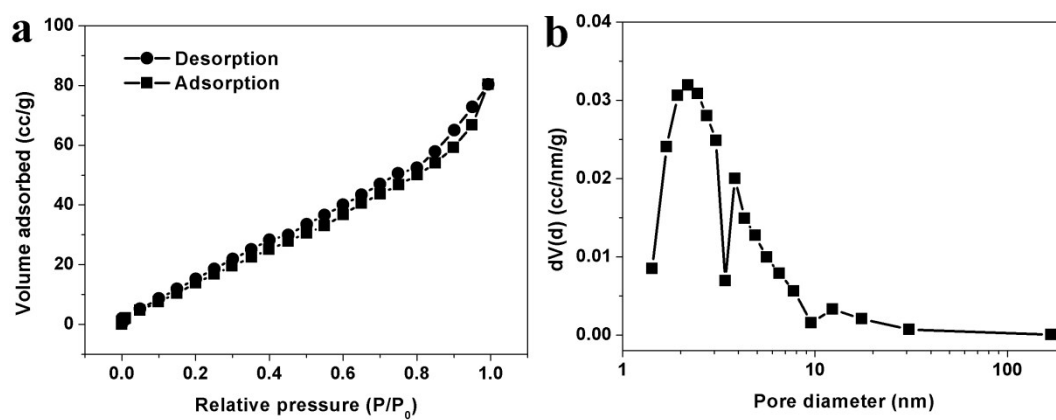 a
100
80
60
40
20
0
Volume adsorbed (cc/g)
Desorption
Adsorption
0.0 0.2 0.4 0.6 0.8 1.0
Relative pressure (P/P₀)
b
0.04
0.03
0.02
0.01
0.00
dV(d) (cc/nm/g)
1 10 100
Pore diameter (nm)